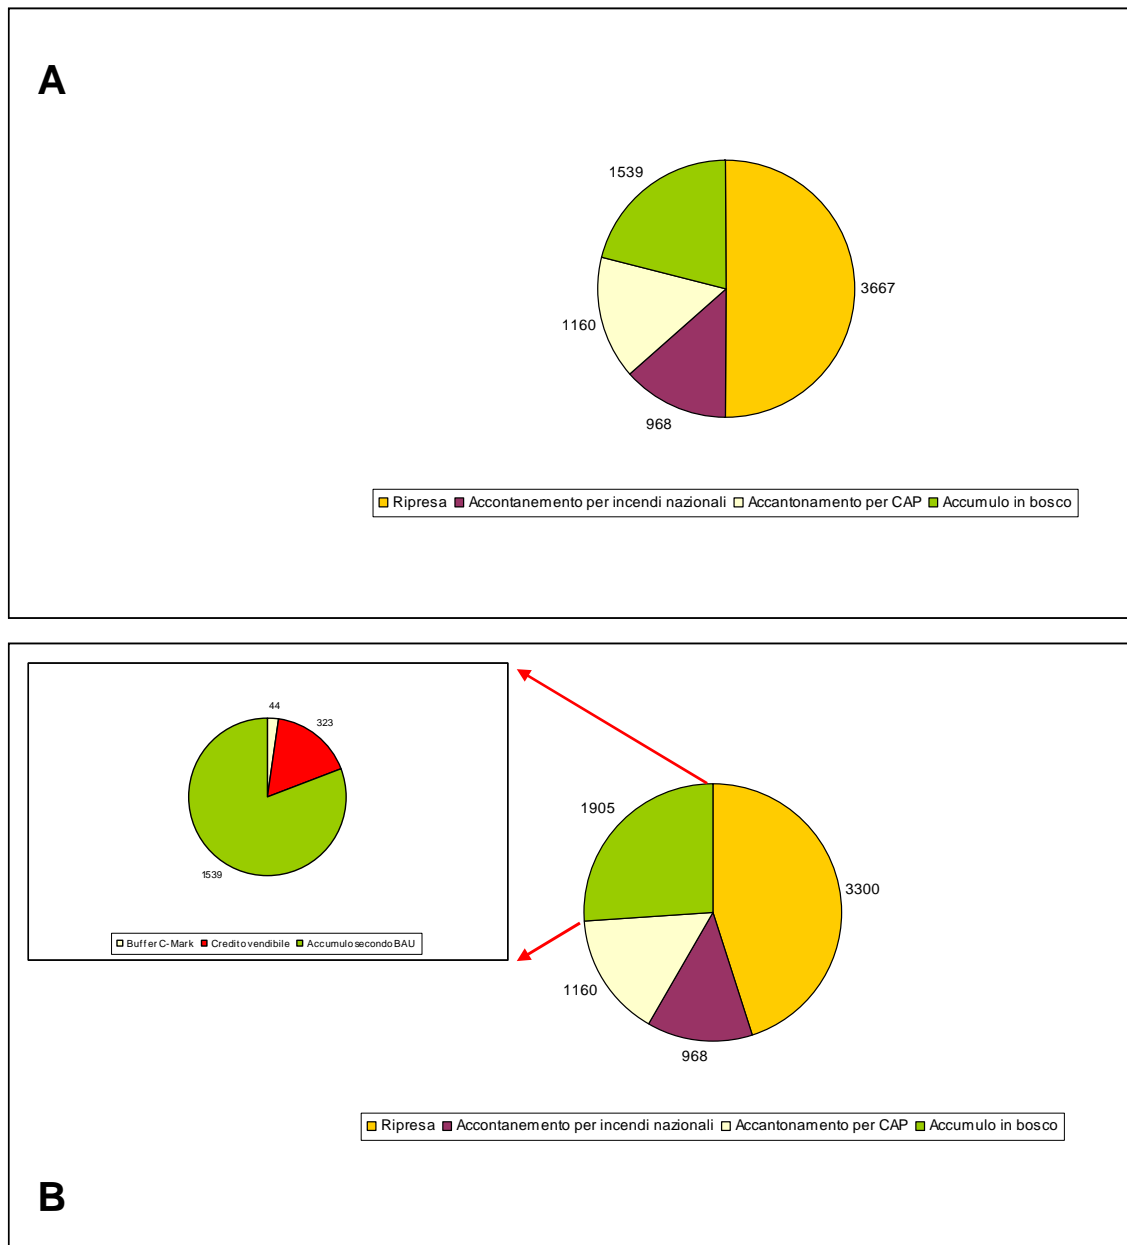 A
1539
3667
1160
968
Ripresa Accontanemento per incendi nazionali Accantonamento per CAP Accumulo in bosco
44
323
1539
Buffer C-Mark Credito vendibile Accumulo secondo BAU
1905
3300
1160
968
Ripresa Accontanemento per incendi nazionali Accantonamento per CAP Accumulo in bosco
B